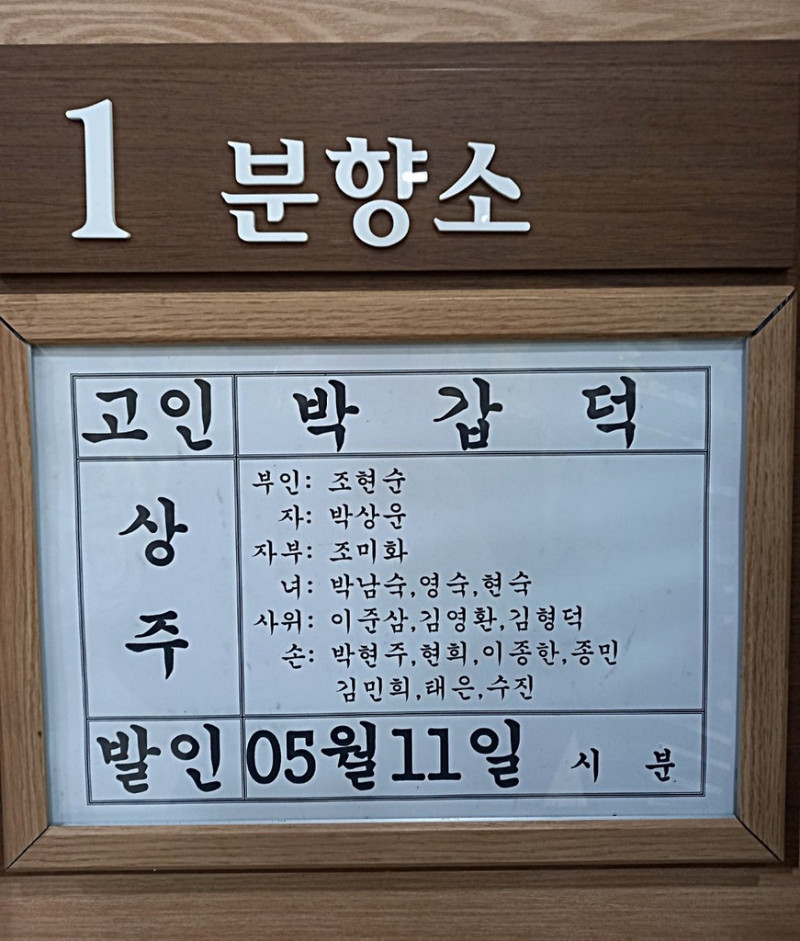 1 분향소
고인 박 갑 덕
상주
부인: 조현순
자: 박상운
자부: 조미화
녀: 박남숙,영숙,현숙
사위: 이준삼,김영환,김형덕
손: 박현주,현희,이종한,종민
김민희,태은,수진
발인 05월11일 시 분